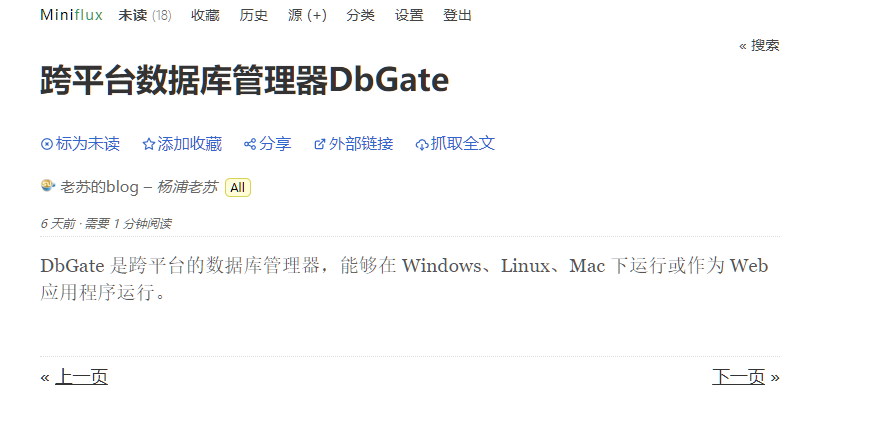 Miniflux 未读 (18) 收藏 历史 源 (+) 分类 设置 登出
« 搜索
跨平台数据库管理器DbGate
标为未读 添加收藏 分享 外部链接 抓取全文
老苏的blog – 杨浦老苏 All
6 天前 · 需要 1 分钟阅读
DbGate 是跨平台的数据库管理器，能够在 Windows、Linux、Mac 下运行或作为 Web
应用程序运行。
« 上一页 下一页 »